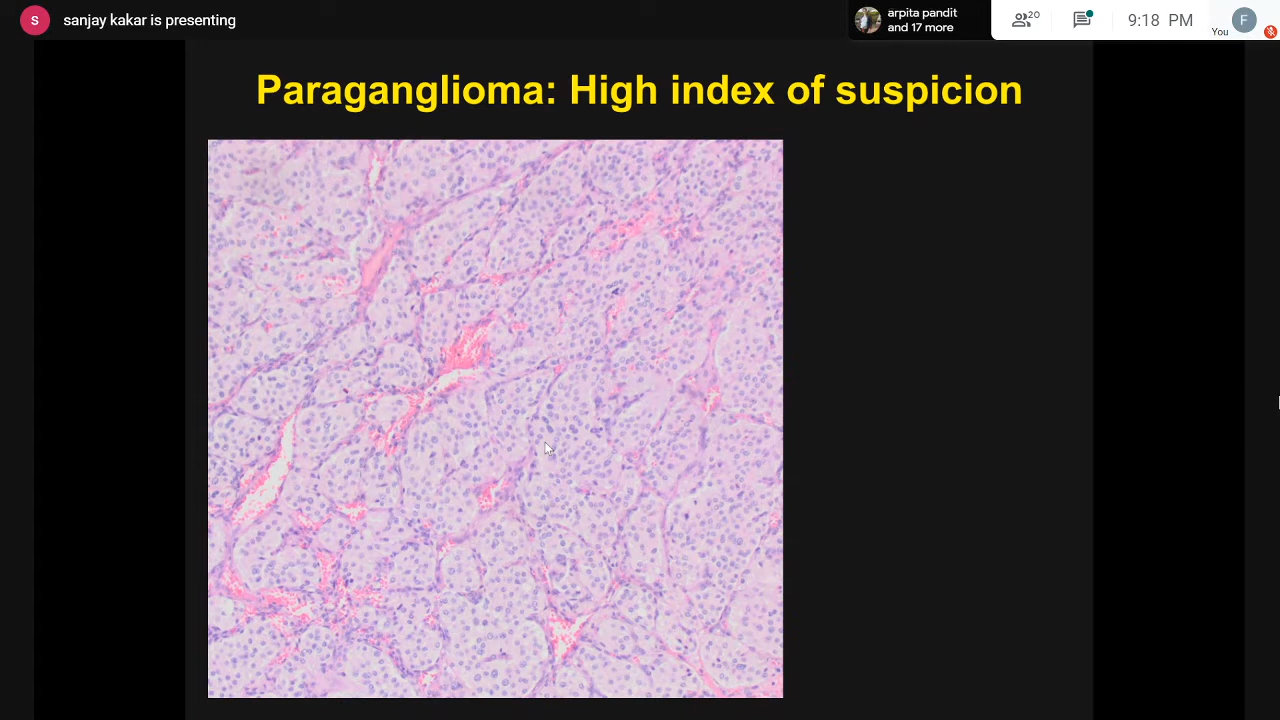 S
sanjay kakar is presenting
arpita pandit
and 17 more
20
9:18 PM
You
F
Paraganglioma: High index of suspicion